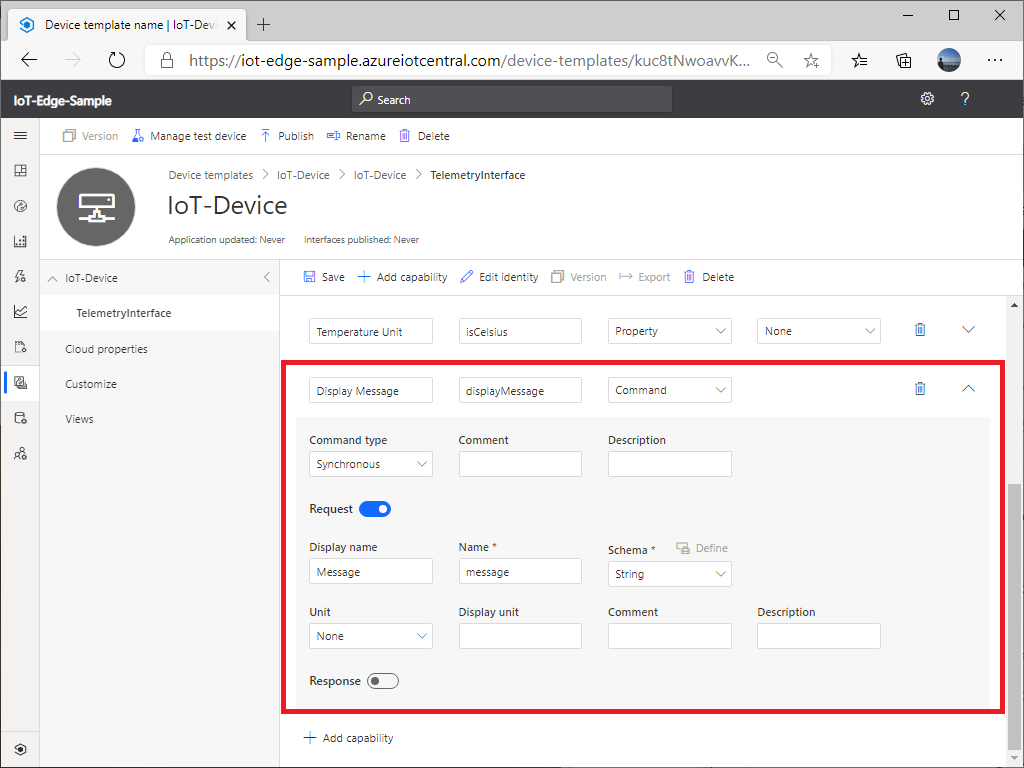 Device template name | IoT-Devi
https://iot-edge-sample.azureiotcentral.com/device-templates/kuc8tNwoavvK...
IoT-Edge-Sample
Search
?
Version Manage test device Publish Rename Delete
Device templates > IoT-Device > IoT-Device > TelemetryInterface
IoT-Device
Application updated: Never Interfaces published: Never
IoT-Device
TelemetryInterface
Cloud properties
Customize
Views
Save Add capability Edit identity Version Export Delete
Temperature Unit isCelsius Property None
Display Message displayMessage Command
Command type Comment Description
Synchronous
Request
Display name Name * Schema * Define
Message message String
Unit Display unit Comment Description
None
Response
Add capability